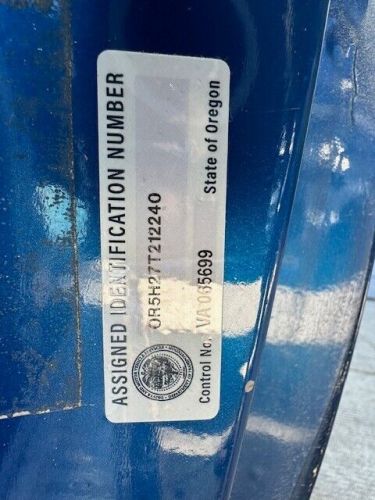 ASSIGNED IDENTIFICATION NUMBER
OR5H27T212240
Control No. VA065699 State of Oregon